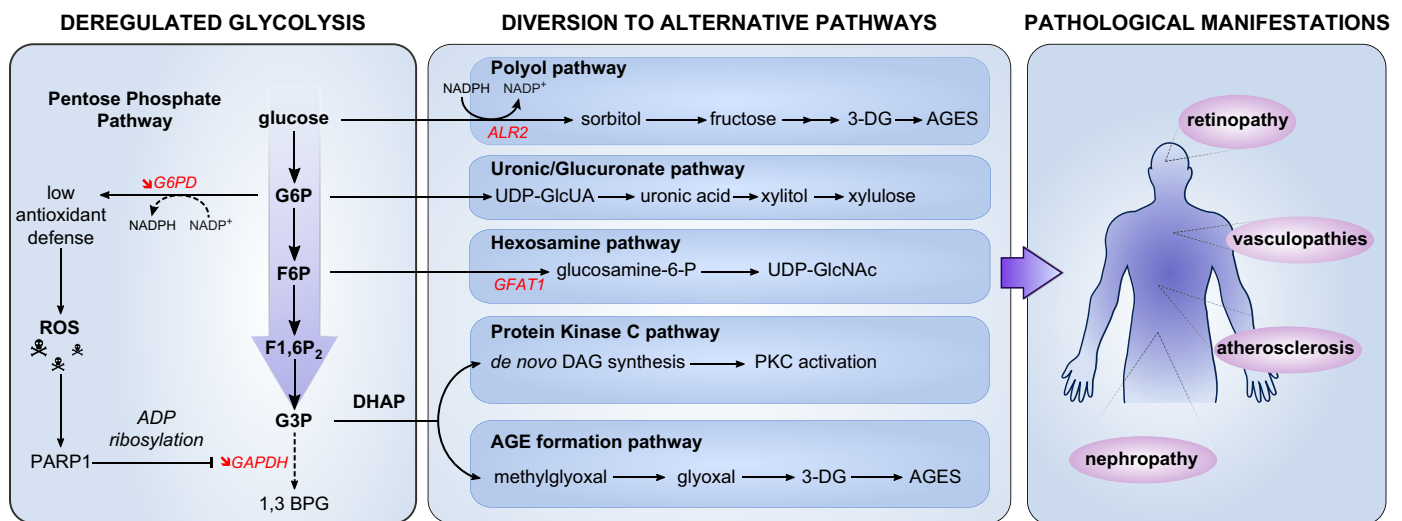 DEREGULATED GLYCOLYSIS
Pentose Phosphate
Pathway
glucose
↘G6PD
G6P
low
antioxidant
defense
NADPH
NADP+
F6P
ROS
F1,6P2
G3P
DHAP
ADP
ribosylation
PARP1
↘GAPDH
1,3 BPG
DIVERSION TO ALTERNATIVE PATHWAYS
Polyol pathway
NADPH
NADP+
ALR2
sorbitol
fructose
3-DG
AGES
Uronic/Glucuronate pathway
UDP-GlcUA
uronic acid
xylitol
xylulose
Hexosamine pathway
GFAT1
glucosamine-6-P
UDP-GlcNAc
Protein Kinase C pathway
de novo DAG synthesis
PKC activation
AGE formation pathway
methylglyoxal
glyoxal
3-DG
AGES
PATHOLOGICAL MANIFESTATIONS
retinopathy
vasculopathies
atherosclerosis
nephropathy